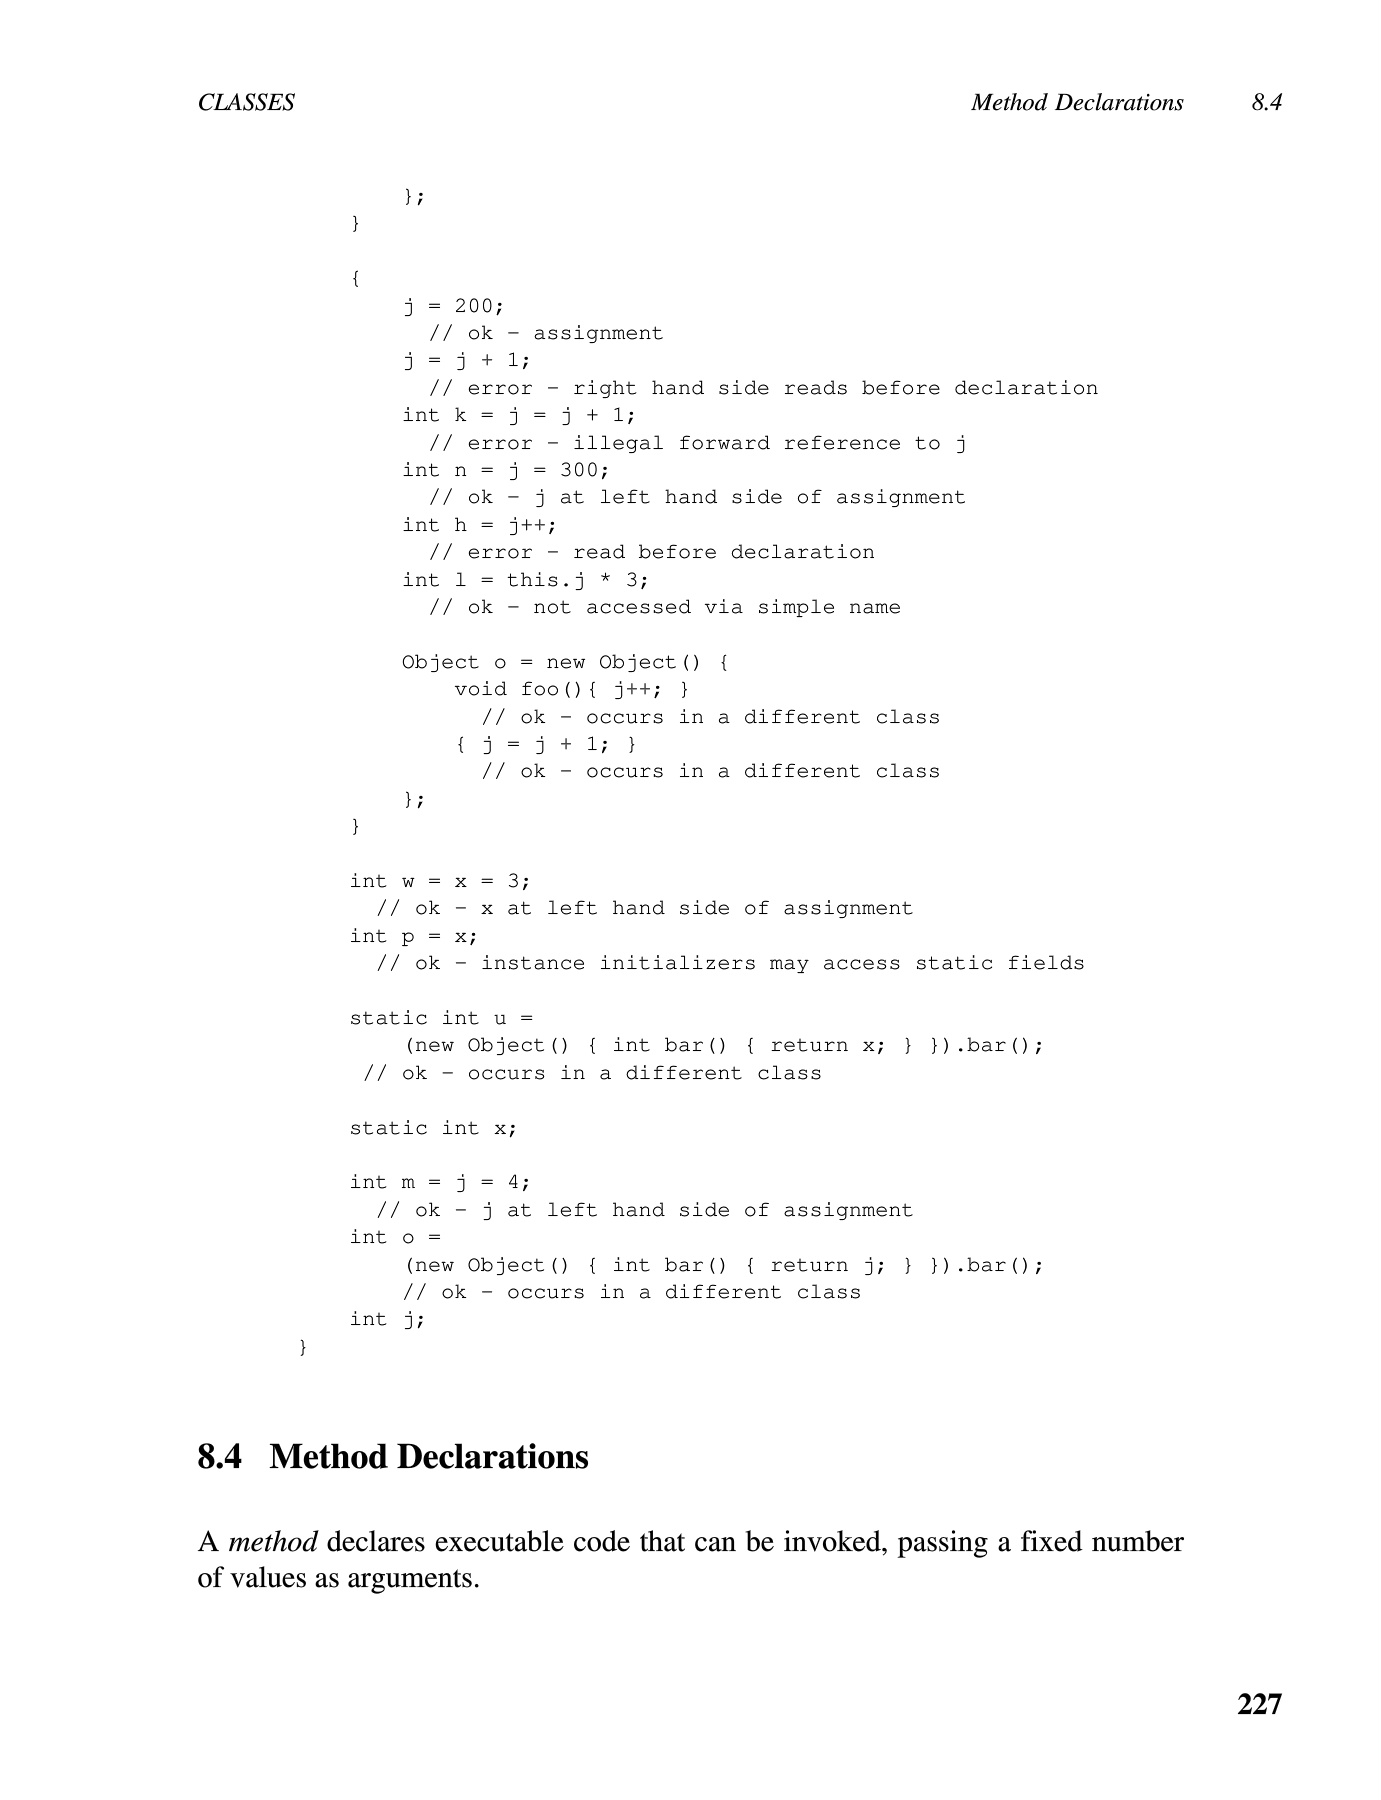 CLASSES Method Declarations 8.4
};
}
{
j = 200;
// ok - assignment
j = j + 1;
// error - right hand side reads before declaration
int k = j = j + 1;
// error - illegal forward reference to j
int n = j = 300;
// ok - j at left hand side of assignment
int h = j++;
// error - read before declaration
int l = this.j * 3;
// ok - not accessed via simple name
Object o = new Object() {
void foo(){ j++; }
// ok - occurs in a different class
{ j = j + 1; }
// ok - occurs in a different class
};
}
int w = x = 3;
// ok - x at left hand side of assignment
int p = x;
// ok - instance initializers may access static fields
static int u =
(new Object() { int bar() { return x; } }).bar();
// ok - occurs in a different class
static int x;
int m = j = 4;
// ok - j at left hand side of assignment
int o =
(new Object() { int bar() { return j; } }).bar();
// ok - occurs in a different class
int j;
}
8.4 Method Declarations
A method declares executable code that can be invoked, passing a fixed number
of values as arguments.
227